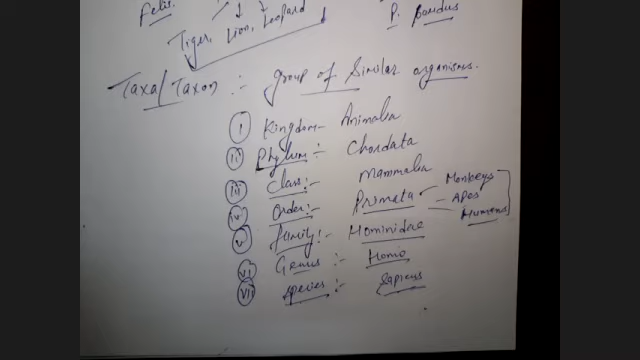 Felis
Tiger, Lion, Leopard
P. pardus
Taxa/Taxon :- group of Similar organisms.
(i) Kingdom - Animalia
(ii) Phylum :- Chordata
(iii) Class :- Mammalia
(iv) Order :- Primata - Monkeys
- Apes
Humans
(v) family :- Hominidae
(vi) Genus :- Homo
(vii) Species :- Sapiens